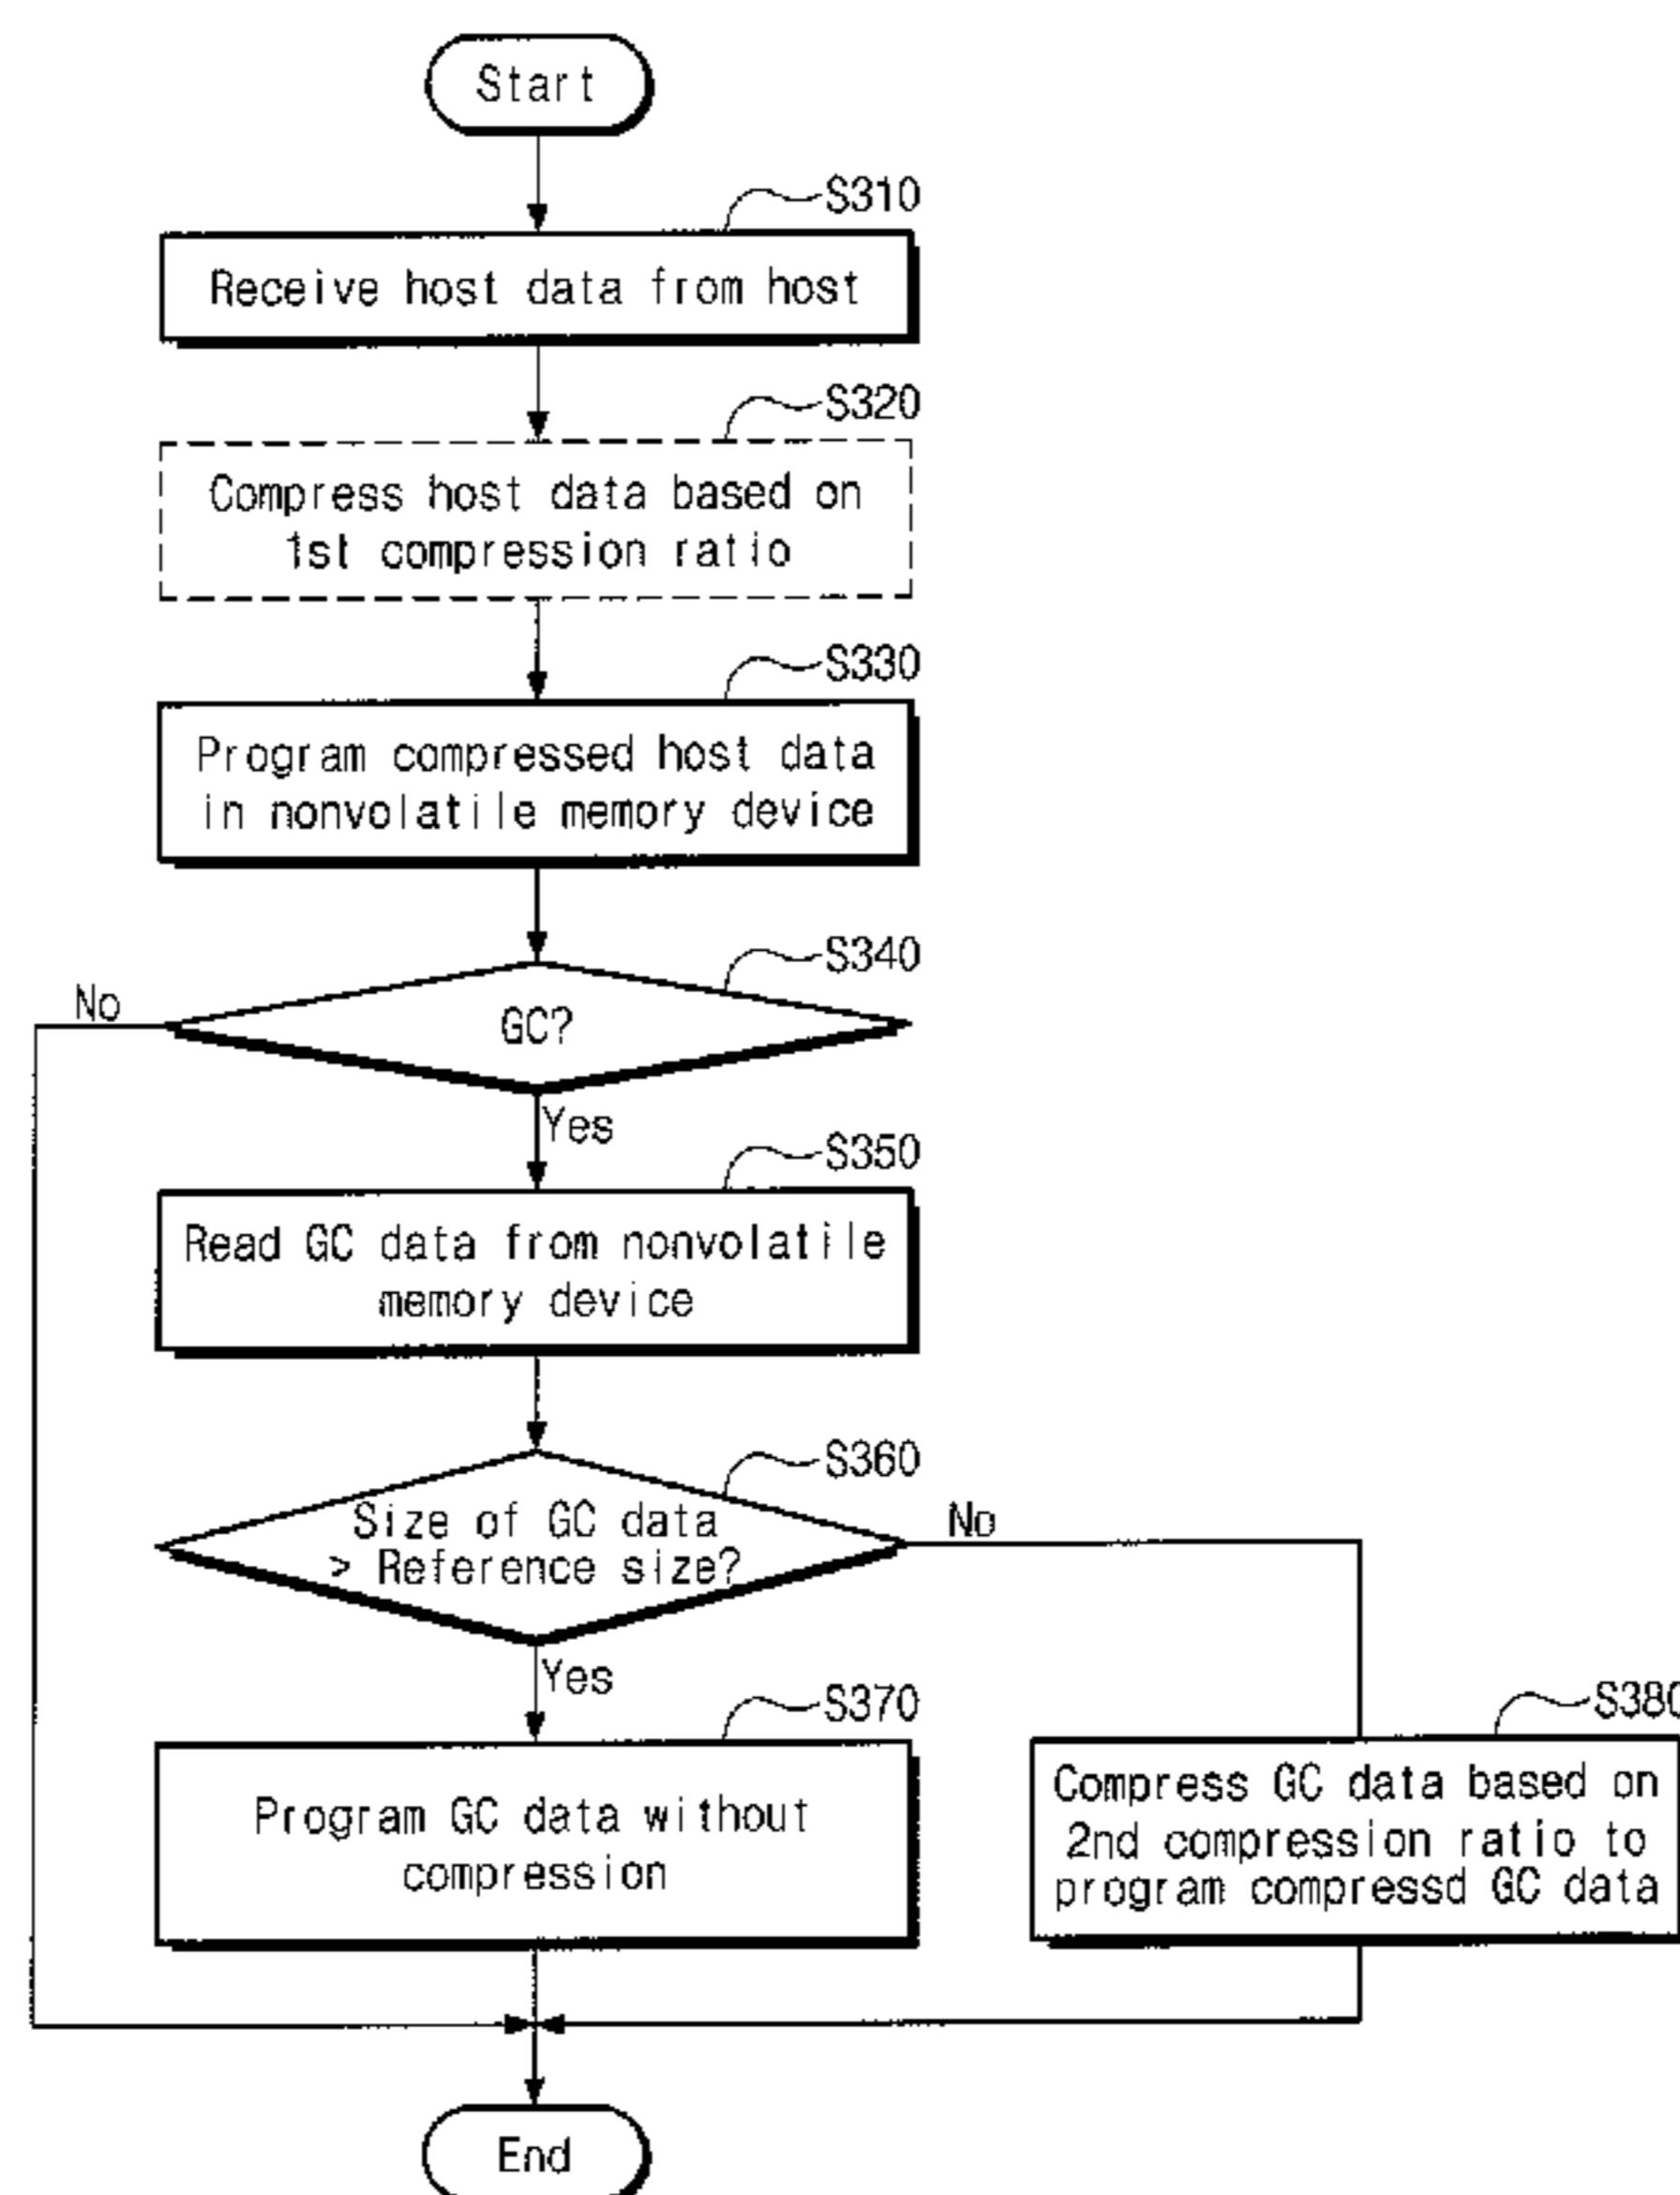 Start
S310
Receive host data from host
S320
Compress host data based on
1st compression ratio
S330
Program compressed host data
in nonvolatile memory device
S340
GC?
No
Yes
S350
Read GC data from nonvolatile
memory device
S360
Size of GC data
> Reference size?
No
Yes
S370
Program GC data without
compression
S380
Compress GC data based on
2nd compression ratio to
program compressd GC data
End